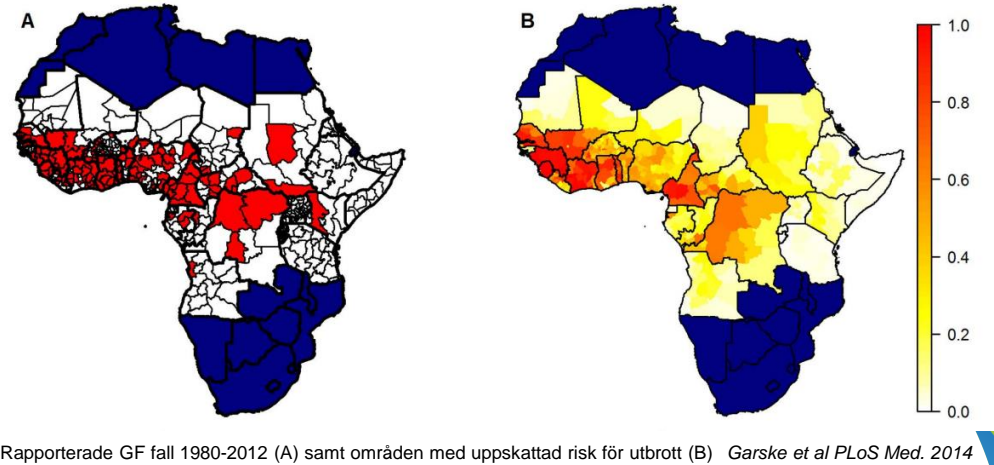 A
B
1.0
0.8
0.6
0.4
0.2
0.0
Rapporterade GF fall 1980-2012 (A) samt områden med uppskattad risk för utbrott (B) Garske et al PLoS Med. 2014